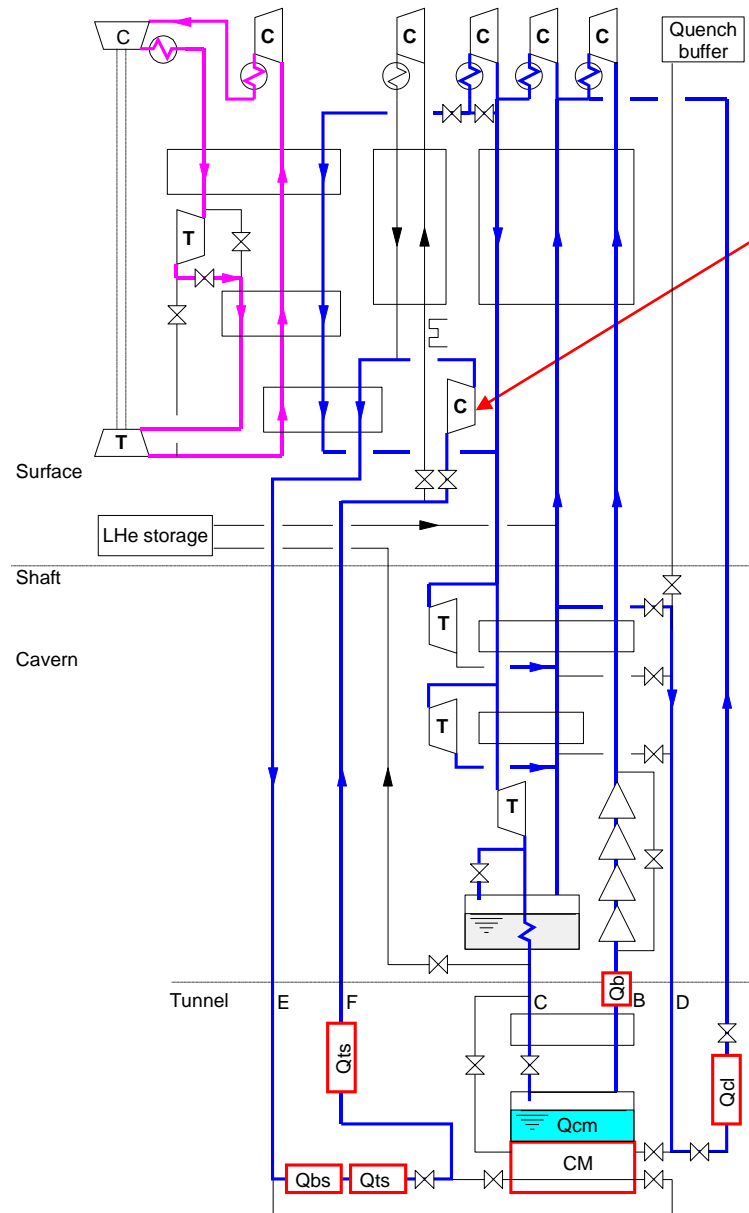 C
C
C
C
C
C
Quench
buffer
T
C
T
Surface
LHe storage
Shaft
T
Cavern
T
T
Qb
Tunnel
E
F
C
B
D
Qts
Qcl
Qcm
CM
Qbs
Qts